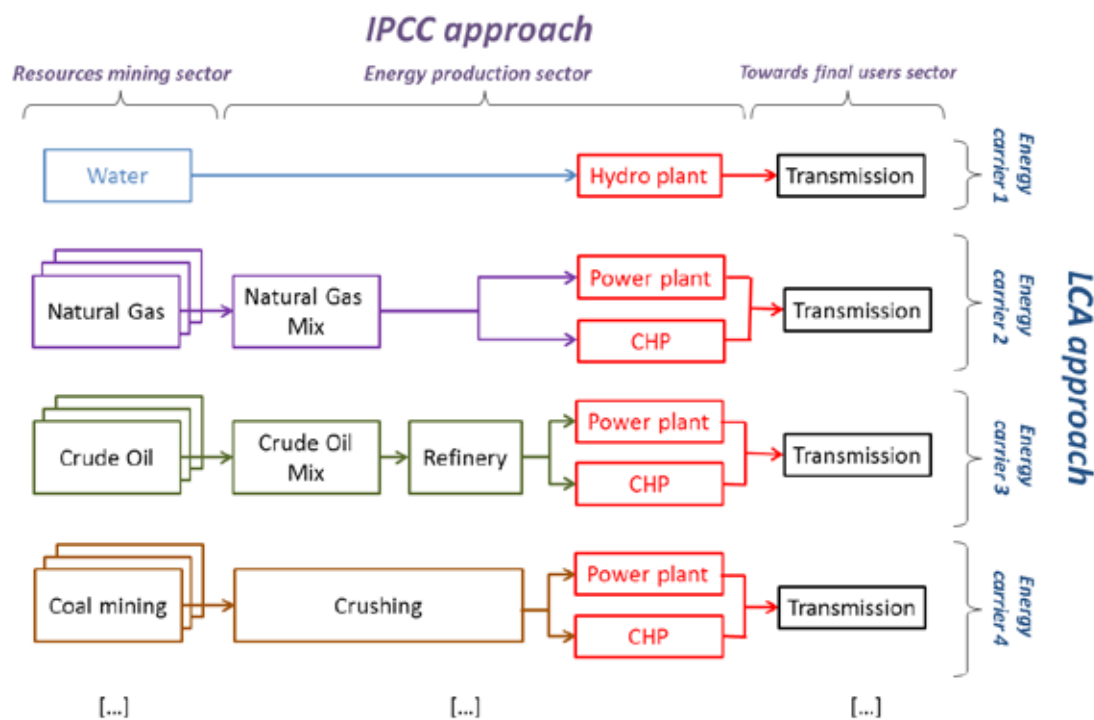 IPCC approach
Resources mining sector
Energy production sector
Towards final users sector
Water
Hydro plant
Transmission
Energy
carrier 1
Natural Gas
Natural Gas
Mix
Power plant
CHP
Transmission
Energy
carrier 2
LCA approach
Crude Oil
Crude Oil
Mix
Refinery
Power plant
CHP
Transmission
Energy
carrier 3
Coal mining
Crushing
Power plant
CHP
Transmission
Energy
carrier 4
[...]
[...]
[...]